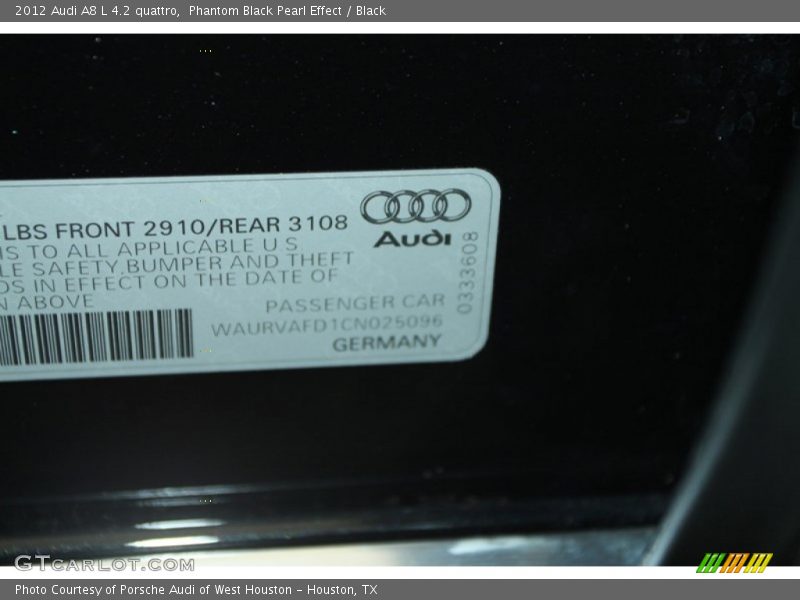 2012 Audi A8 L 4.2 quattro,  Phantom Black Pearl Effect / Black
LBS FRONT 2910/REAR 3108
S TO ALL APPLICABLE U S
LE SAFETY,BUMPER AND THEFT
DS IN EFFECT ON THE DATE OF
N ABOVE
Audi
0333608
PASSENGER CAR
WAURVAFD1CN025096
GERMANY
GTCARLOT.COM
Photo Courtesy of Porsche Audi of West Houston – Houston, TX